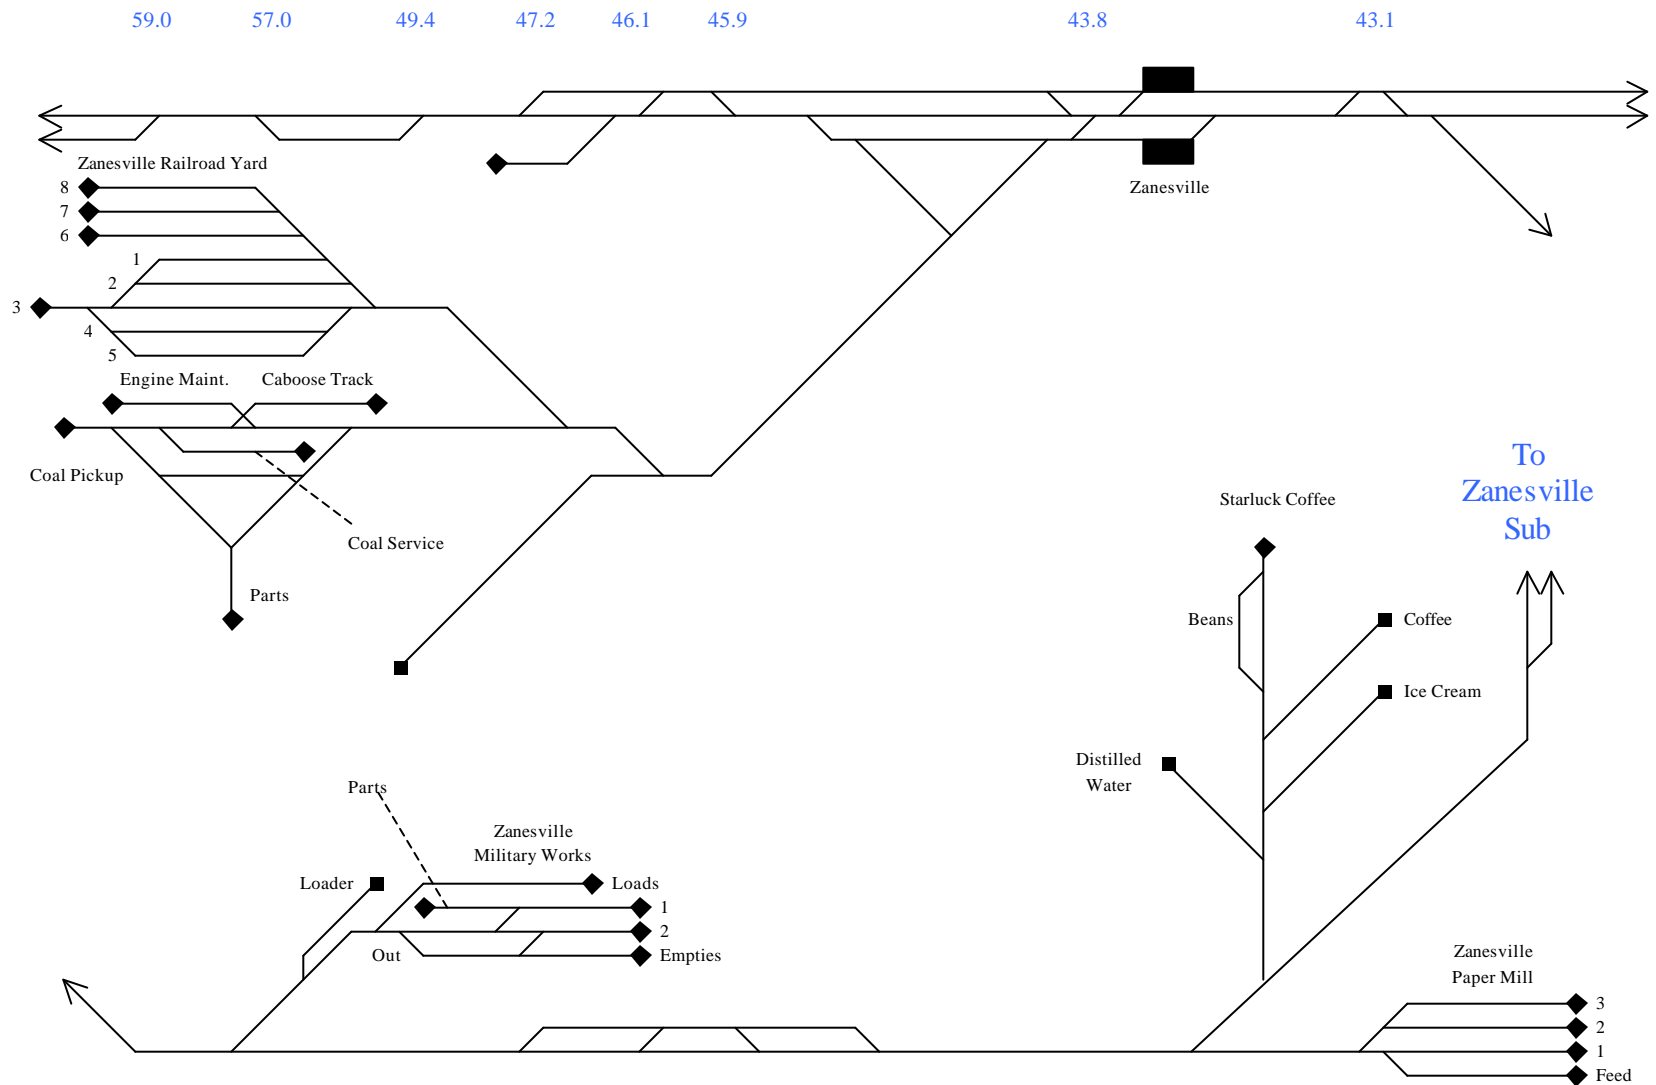 59.0 57.0 49.4 47.2 46.1 45.9 43.8 43.1
Zanesville Railroad Yard
Zanesville
8
7
6
1
2
3
4
5
Engine Maint. Caboose Track
Coal Pickup
Coal Service
Parts
To
Zanesville
Sub
Starluck Coffee
Beans
Coffee
Ice Cream
Distilled
Water
Parts
Zanesville
Military Works
Loader
Loads
1
2
Out
Empties
Zanesville
Paper Mill
3
2
1
Feed